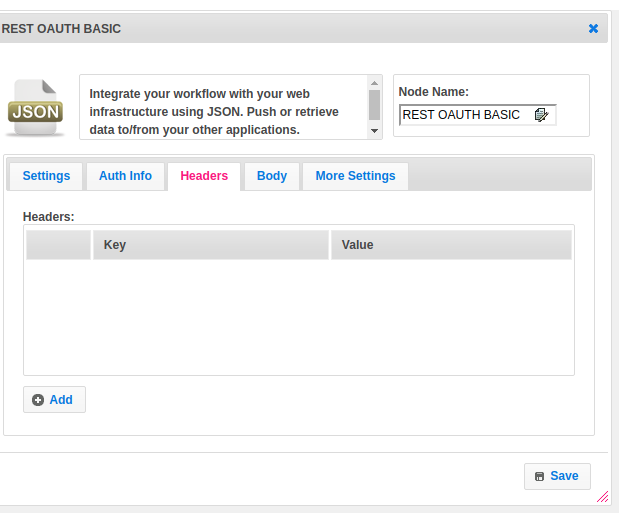 REST OAUTH BASIC
JSON
Integrate your workflow with your web
infrastructure using JSON. Push or retrieve
data to/from your other applications.
Node Name:
REST OAUTH BASIC
Settings Auth Info Headers Body More Settings
Headers:
Key Value
Add
Save